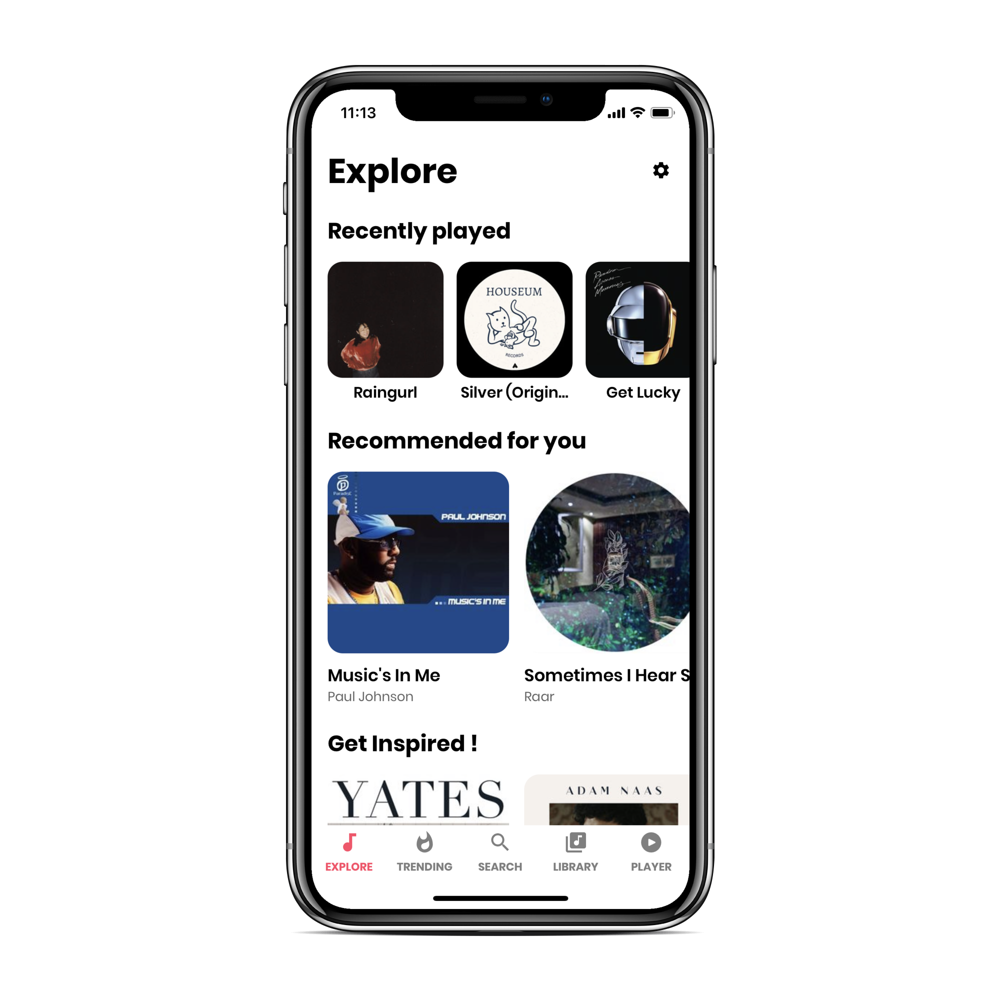 11:13
Explore
Recently played
Random
Access
Memories
HOUSEUM
RECORDS
Raingurl
Silver (Origin...
Get Lucky
Recommended for you
P
ParadisE
PAUL JOHNSON
MUSIC'S IN ME
Music's In Me
Paul Johnson
Sometimes I Hear S
Raar
Get Inspired !
YATES
ADAM NAAS
EXPLORE
TRENDING
SEARCH
LIBRARY
PLAYER